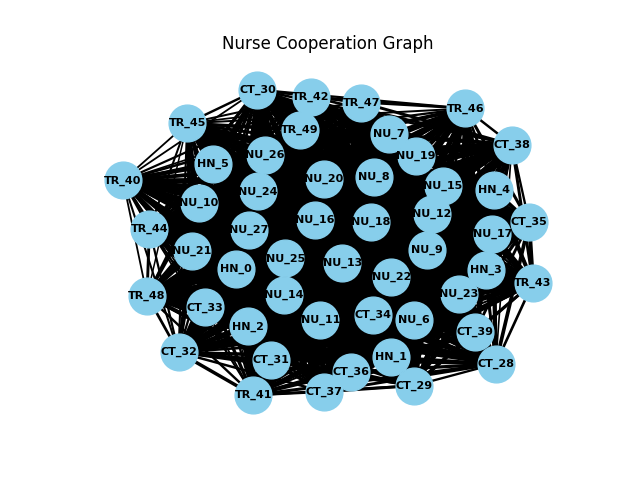 Nurse Cooperation Graph
CT_30
TR_42
TR_47
TR_46
TR_45
TR_49
NU_7
CT_38
HN_5
NU_26
NU_19
TR_40
NU_20
NU_8
NU_15
HN_4
NU_24
NU_10
NU_12
TR_44
NU_16
NU_18
CT_35
NU_27
NU_17
NU_21
NU_9
NU_25
NU_13
HN_0
HN_3
NU_22
TR_43
TR_48
NU_14
NU_23
CT_33
CT_34
HN_2
NU_11
NU_6
CT_39
CT_32
CT_31
HN_1
CT_28
CT_36
TR_41
CT_37
CT_29